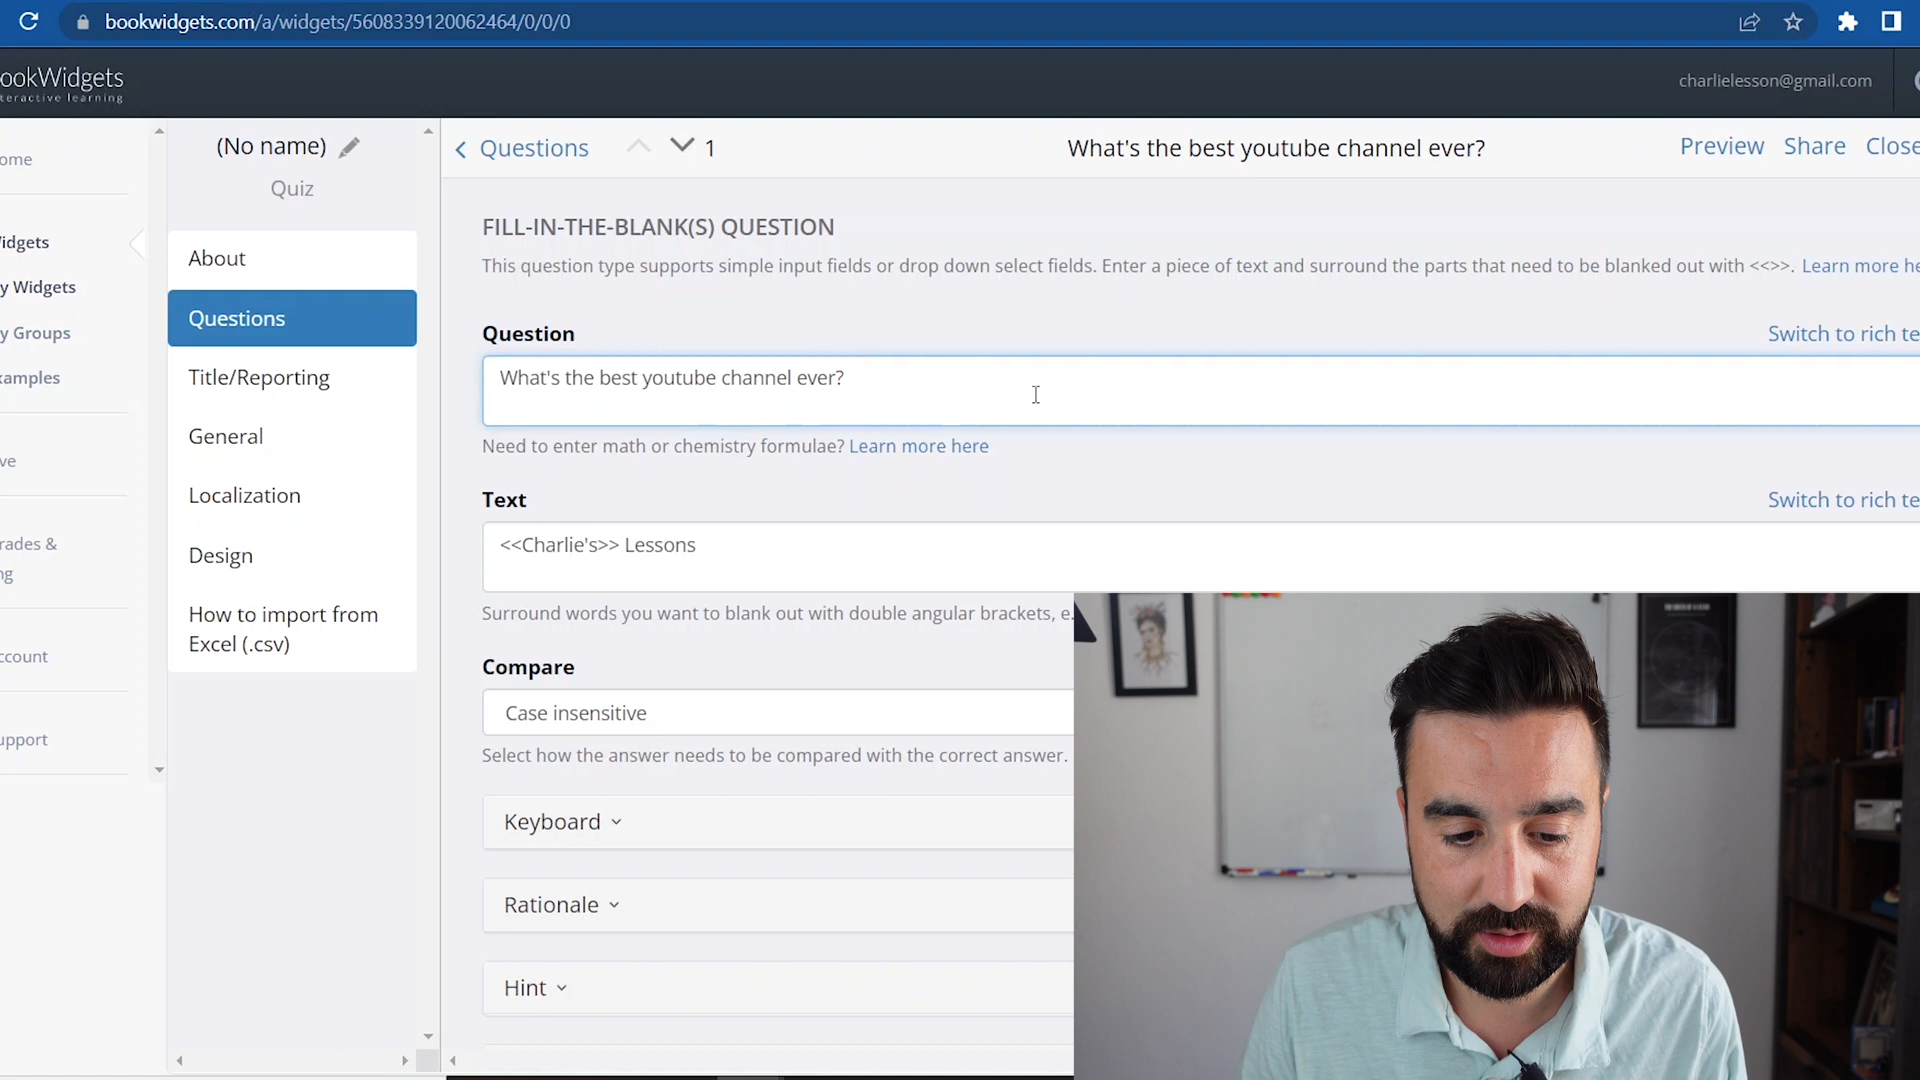 bookwidgets.com/a/widgets/5608339120062464/0/0/0
ookWidgets
teractive learning
charlielesson@gmail.com
ome
idgets
y Widgets
y Groups
xamples
ve
rades &
ng
ccount
upport
(No name)
Quiz
About
Questions
Title/Reporting
General
Localization
Design
How to import from
Excel (.csv)
Questions 1 What's the best youtube channel ever? Preview Share Close
FILL-IN-THE-BLANK(S) QUESTION
This question type supports simple input fields or drop down select fields. Enter a piece of text and surround the parts that need to be blanked out with <<>>. Learn more he
Question Switch to rich te
What's the best youtube channel ever?
Need to enter math or chemistry formulae? Learn more here
Text Switch to rich te
<<Charlie's>> Lessons
Surround words you want to blank out with double angular brackets, e.
Compare
Case insensitive
Select how the answer needs to be compared with the correct answer.
Keyboard
Rationale
Hint